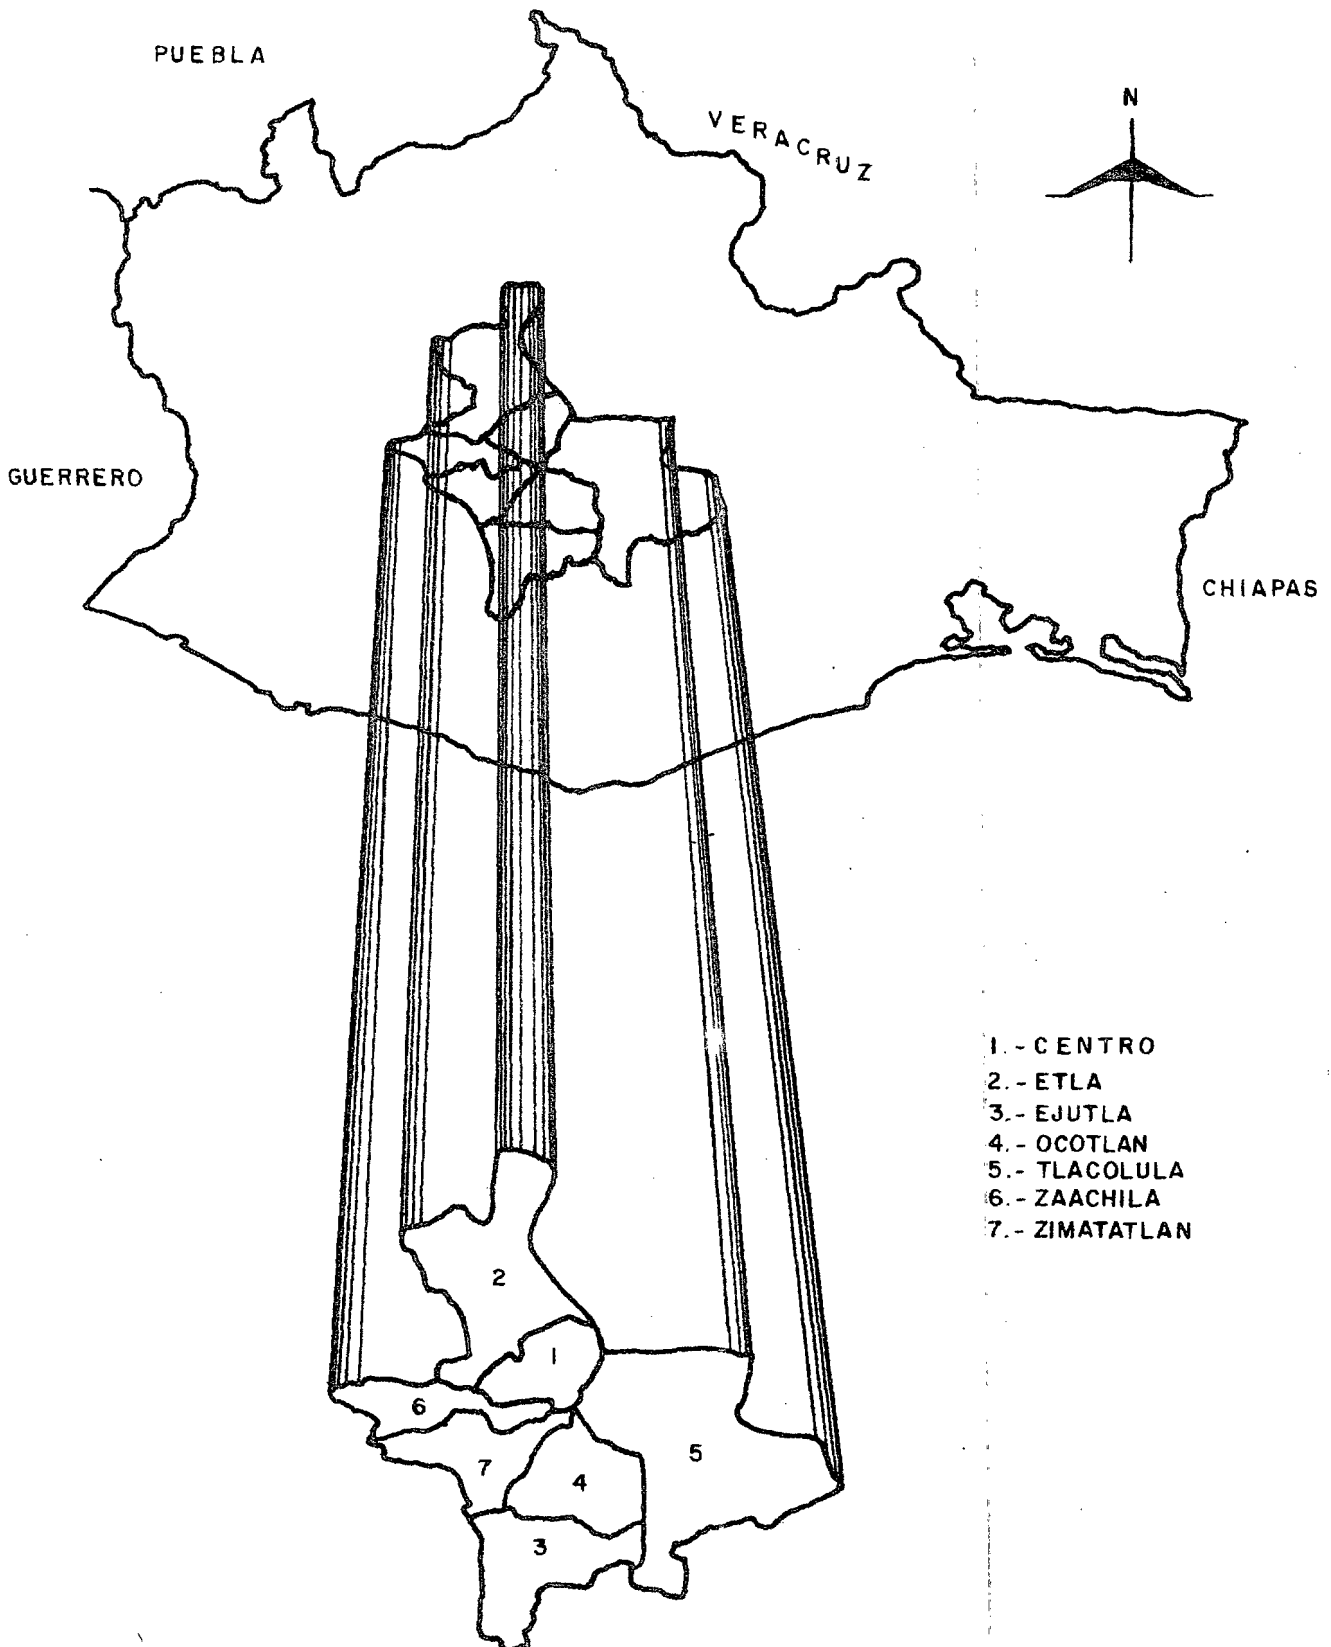 PUEBLA
VERACRUZ
N
GUERRERO
CHIAPAS
1.- CENTRO
2.- ETLA
3.- EJUTLA
4.- OCOTLAN
5.- TLACOLULA
6.- ZAACHILA
7.- ZIMATATLAN
2
1
6
5
7
4
3